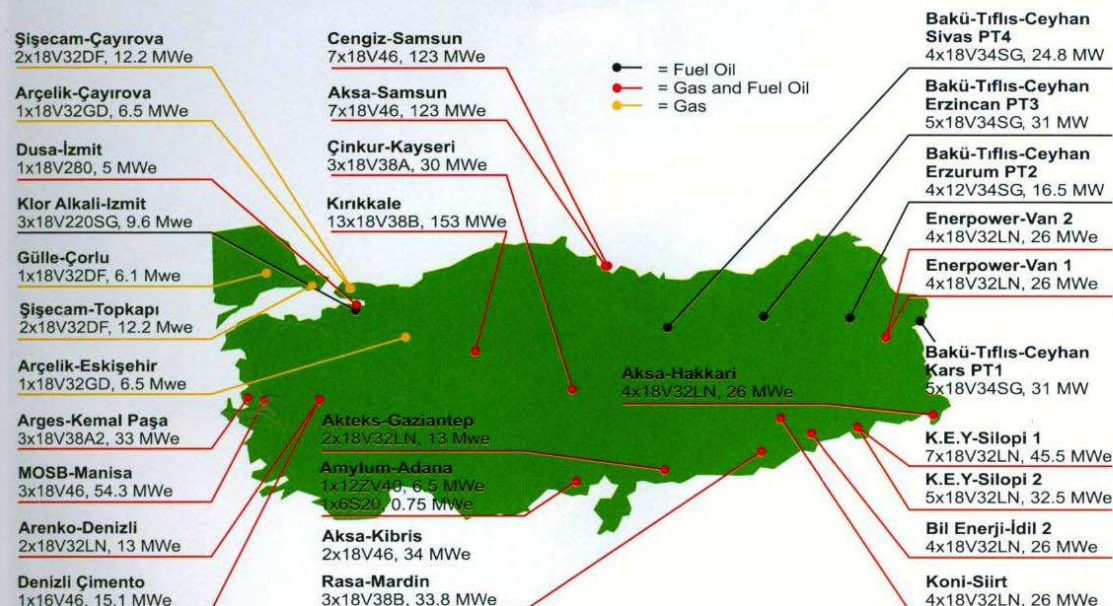 Şişecam-Çayırova
2x18V32DF, 12.2 MWe
Arçelik-Çayırova
1x18V32GD, 6.5 MWe
Dusa-İzmit
1x18V280, 5 MWe
Klor Alkali-Izmit
3x18V220SG, 9.6 Mwe
Gülle-Çorlu
1x18V32DF, 6.1 Mwe
Şişecam-Topkapı
2x18V32DF, 12.2 Mwe
Arçelik-Eskişehir
1x18V32GD, 6.5 Mwe
Arges-Kemal Paşa
3x18V38A2, 33 MWe
MOSB-Manisa
3x18V46, 54.3 MWe
Arenko-Denizli
2x18V32LN, 13 MWe
Denizli Çimento
1x16V46, 15.1 MWe
Cengiz-Samsun
7x18V46, 123 MWe
Aksa-Samsun
7x18V46, 123 MWe
Çinkur-Kayseri
3x18V38A, 30 MWe
Kırıkkale
13x18V38B, 153 MWe
Akteks-Gaziantep
2x18V32LN, 13 Mwe
Amylum-Adana
1x12ZV40, 6.5 MWe
1x6S20, 0.75 MWe
Aksa-Kibris
2x18V46, 34 MWe
Rasa-Mardin
3x18V38B, 33.8 MWe
= Fuel Oil
= Gas and Fuel Oil
= Gas
Aksa-Hakkari
4x18V32LN, 26 MWe
Bakü-Tıflıs-Ceyhan
Sivas PT4
4x18V34SG, 24.8 MW
Bakü-Tıflıs-Ceyhan
Erzincan PT3
5x18V34SG, 31 MW
Bakü-Tıflıs-Ceyhan
Erzurum PT2
4x12V34SG, 16.5 MW
Enerpower-Van 2
4x18V32LN, 26 MWe
Enerpower-Van 1
4x18V32LN, 26 MWe
Bakü-Tıflıs-Ceyhan
Kars PT1
5x18V34SG, 31 MW
K.E.Y-Silopi 1
7x18V32LN, 45.5 MWe
K.E.Y-Silopi 2
5x18V32LN, 32.5 MWe
Bil Enerji-İdil 2
4x18V32LN, 26 MWe
Koni-Siirt
4x18V32LN, 26 MWe